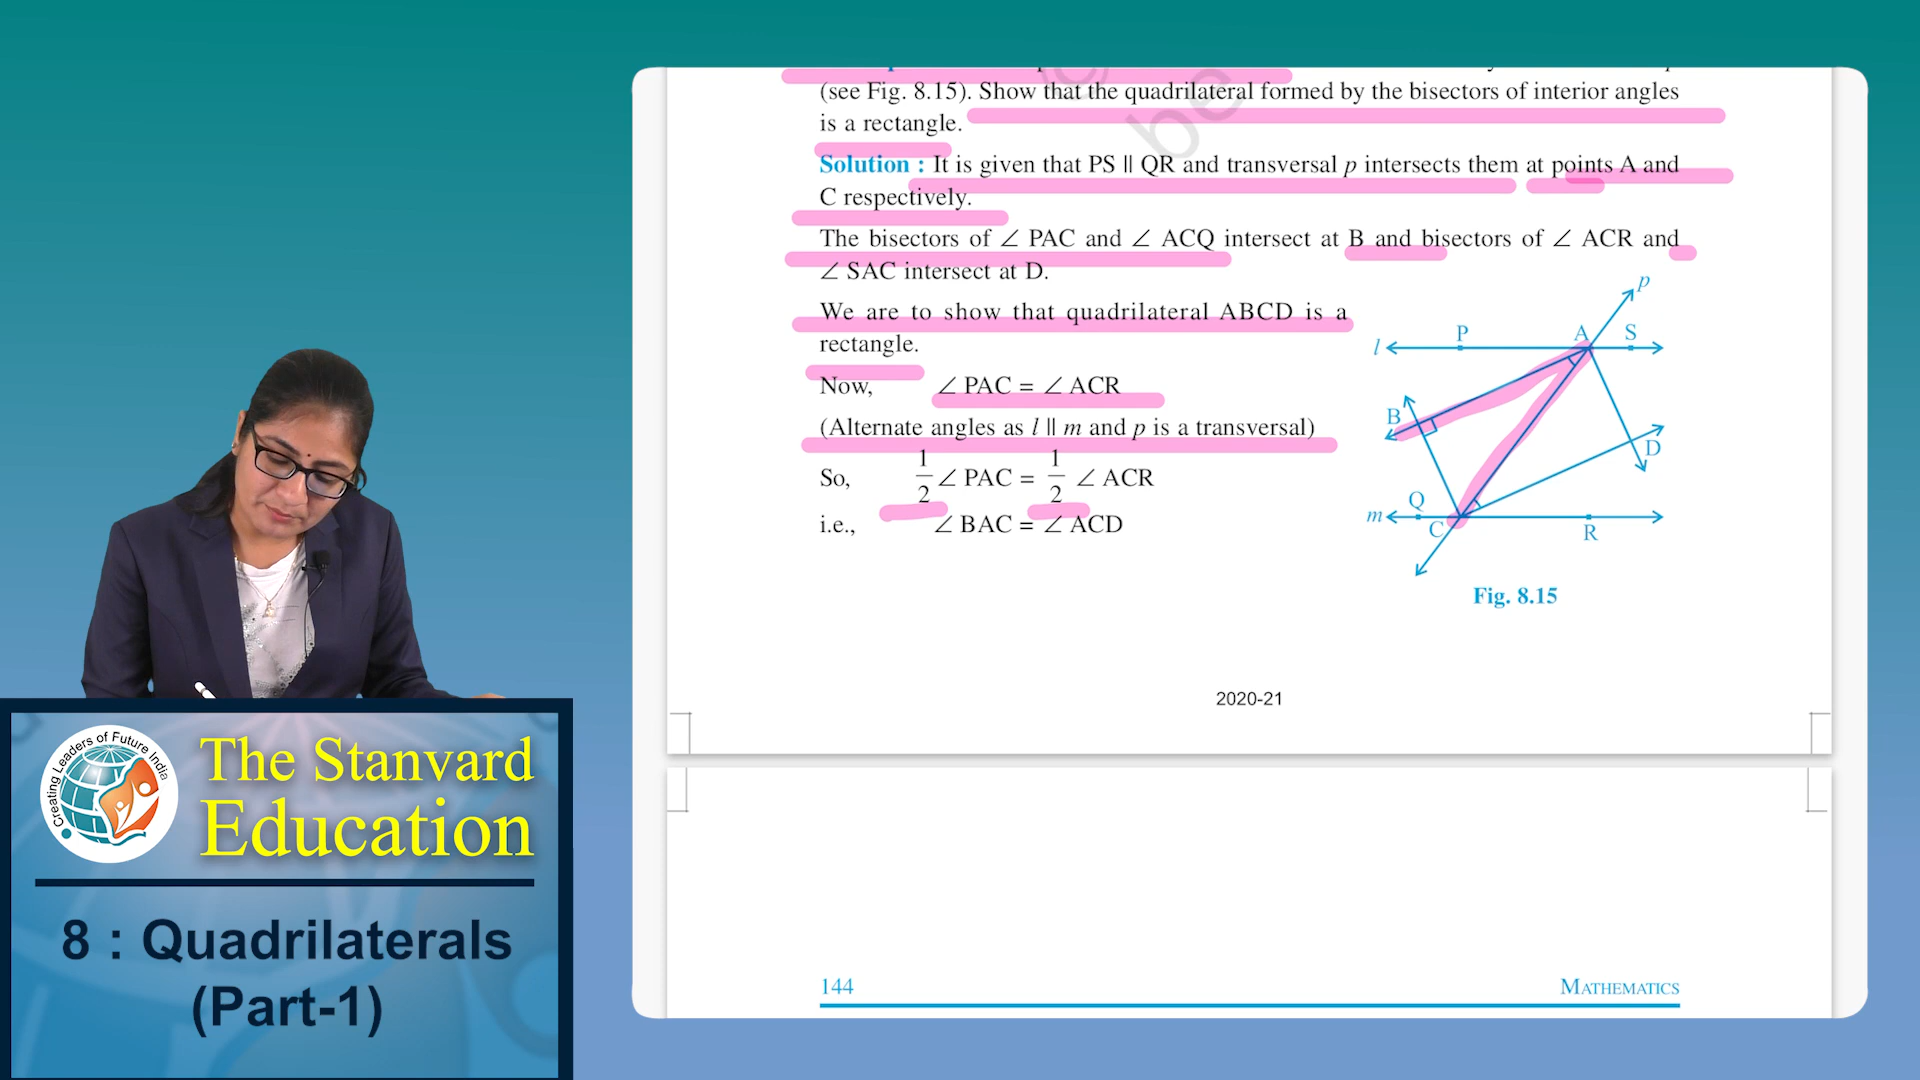 (see Fig. 8.15). Show that the quadrilateral formed by the bisectors of interior angles
is a rectangle.
Solution : It is given that PS || QR and transversal p intersects them at points A and
C respectively.
The bisectors of ∠ PAC and ∠ ACQ intersect at B and bisectors of ∠ ACR and
∠ SAC intersect at D.
We are to show that quadrilateral ABCD is a
rectangle.
Now, ∠ PAC = ∠ ACR
(Alternate angles as l || m and p is a transversal)
So, 1/2 ∠ PAC = 1/2 ∠ ACR
i.e., ∠ BAC = ∠ ACD
p
l P A S
B
D
Q
m C R
Fig. 8.15
2020-21
144 MATHEMATICS
be
Creating Leaders of Future India
The Stanvard
Education
8 : Quadrilaterals
(Part-1)